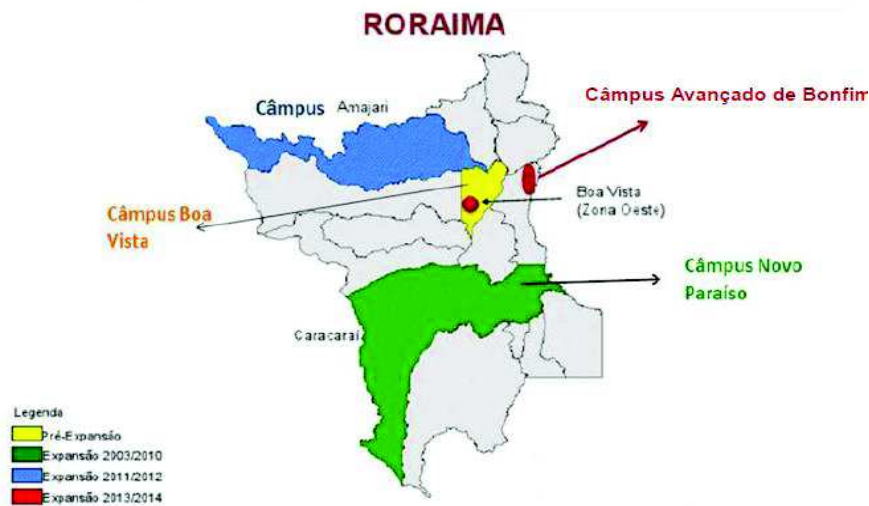 RORAIMA
Câmpus Amajari
Câmpus Avançado de Bonfim
Boa Vista
(Zona Oeste)
Câmpus Boa
Vista
Câmpus Novo
Paraíso
Caracaraí
Legenda
Pré-Expansão
Expansão 2003/2010
Expansão 2011/2012
Expansão 2013/2014